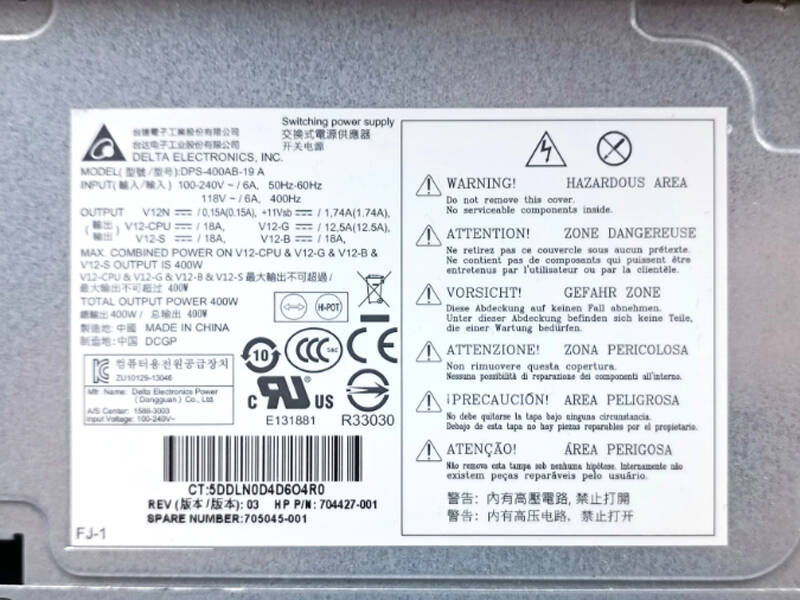 Switching power supply
交換式電源供應器
开关电源
台達電子工業股份有限公司
台达电子工业股份有限公司
DELTA ELECTRONICS, INC.
MODEL(型號/型号):DPS-400AB-19 A
INPUT(輸入/输入) 100-240V ~ / 6A, 50Hz-60Hz
118V ~ / 6A, 400Hz
OUTPUT V12N / 0,15A(0.15A), +11Vsb / 1,74A(1.74A),
(輸出/输出) V12-CPU / 18A, V12-G / 12,5A(12.5A),
V12-S / 18A, V12-B / 18A,
MAX. COMBINED POWER ON V12-CPU & V12-G & V12-B &
V12-S OUTPUT IS 400W
V12-CPU & V12-G & V12-B & V12-S 最大輸出不可超過 /
最大输出不可超过 400W
TOTAL OUTPUT POWER 400W
總輸出400W / 总输出 400W
製造地: 中國 MADE IN CHINA
制造地: 中国 DCGP
HI-POT
컴퓨터용전원공급장치
ZU10129-13046
Mfr. Name: Delta Electronics Power
(Dongguan) Co., Ltd.
A/S Center: 1588-3003
Input Voltage: 100-240V~
10
CCC
S&E
CE
c RU US
E131881
R33030
CT:5DDLN0D4D6O4R0
REV (版本/版本): 03 HP P/N: 704427-001
SPARE NUMBER:705045-001
FJ-1
WARNING! HAZARDOUS AREA
Do not remove this cover.
No serviceable components inside.
ATTENTION! ZONE DANGEREUSE
Ne retirez pas ce couvercle sous aucun prétexte.
Ne contient pas de composants qui puissent être
entretenus par l'utilisateur ou par la clientèle.
VORSICHT! GEFAHR ZONE
Diese Abdeckung auf keinen Fall abnehmen.
Unter dieser Abdeckung befinden sich keine Teile,
die einer Wartung bedürfen.
ATTENZIONE! ZONA PERICOLOSA
Non rimuovere questa copertura.
Nessuna possibilità di reparazione dei componenti all'interno.
¡PRECAUCIÓN! AREA PELIGROSA
No debe quitarse la tapa bajo ninguna circunstancia.
Debajo de esta tapa no hay piezas reparables por el propietario.
ATENÇAO! ÁREA PERIGOSA
Não remova esta tampa sob nenhuma hipótese. Internamente não
existem peças reparáveis pelo usuário.
警告: 內有高壓電路, 禁止打開
警告: 内有高压电路, 禁止打开